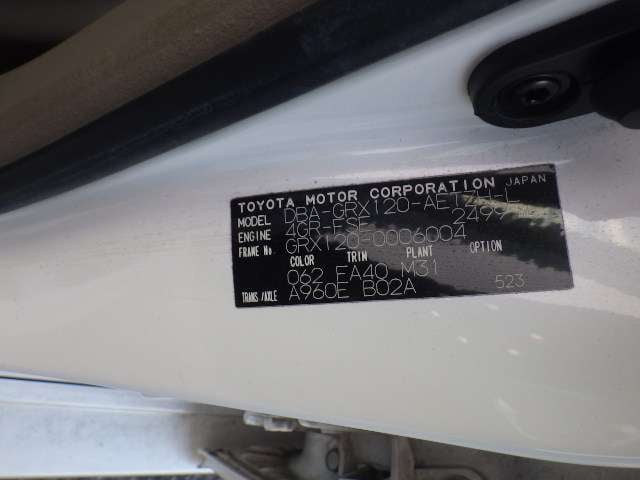 TOYOTA MOTOR CORPORATION JAPAN
MODEL DBA-GRX120-AETZH-L
ENGINE 4GR-FSE 2499
FRAME No. GRX120-0006004
COLOR TRIM PLANT OPTION
062 FA40 M31
TRANS/AXLE A960E B02A 523